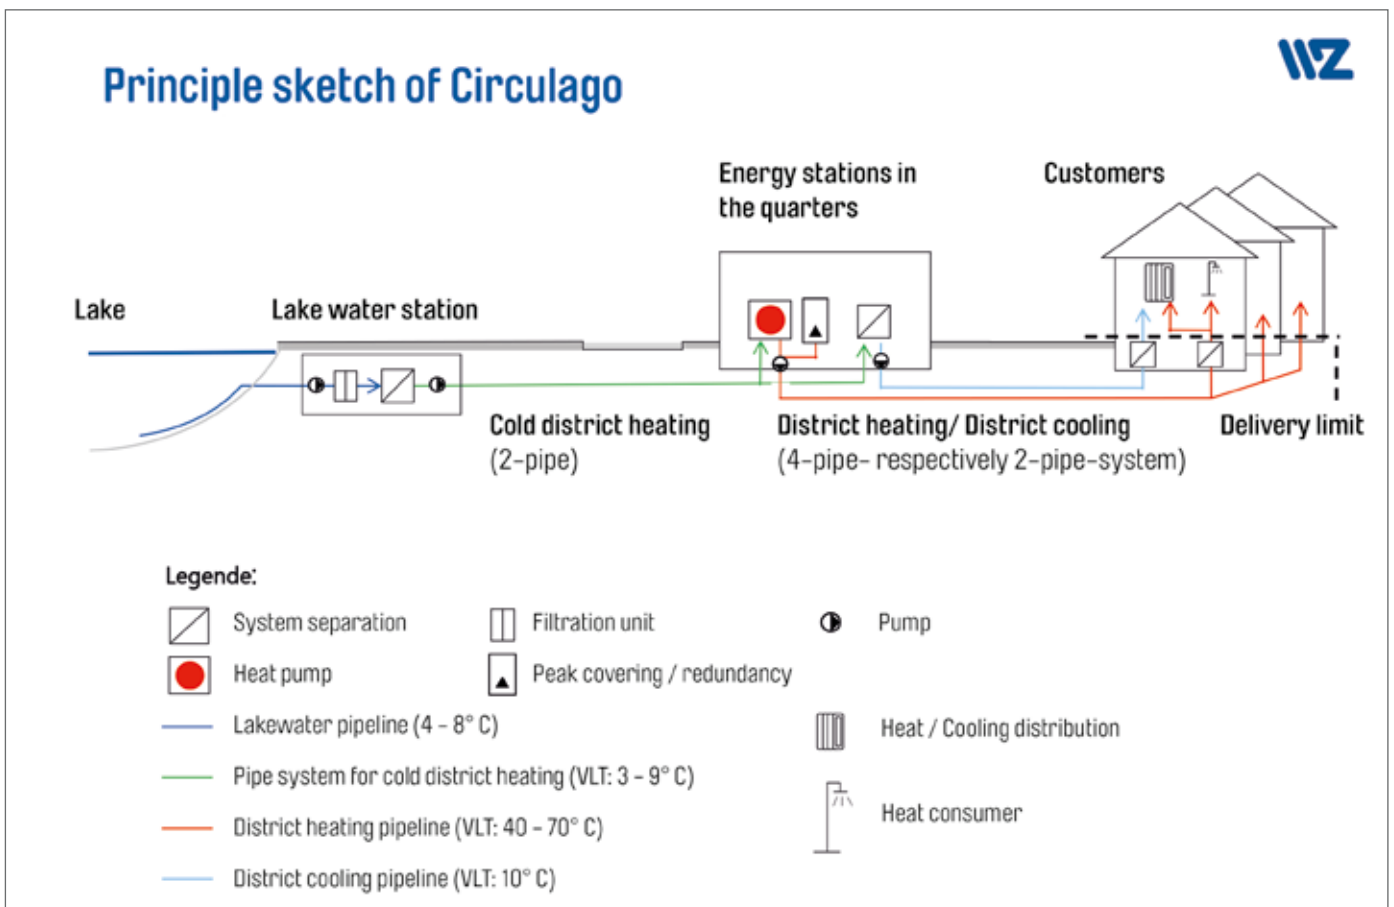 WWZ
Principle sketch of Circulago
Energy stations in
the quarters
Customers
Lake
Lake water station
Cold district heating
(2-pipe)
District heating/ District cooling
(4-pipe- respectively 2-pipe-system)
Delivery limit
Legende:
System separation
Filtration unit
Pump
Heat pump
Peak covering / redundancy
Lakewater pipeline (4 - 8° C)
Heat / Cooling distribution
Pipe system for cold district heating (VLT: 3 - 9° C)
Heat consumer
District heating pipeline (VLT: 40 - 70° C)
District cooling pipeline (VLT: 10° C)